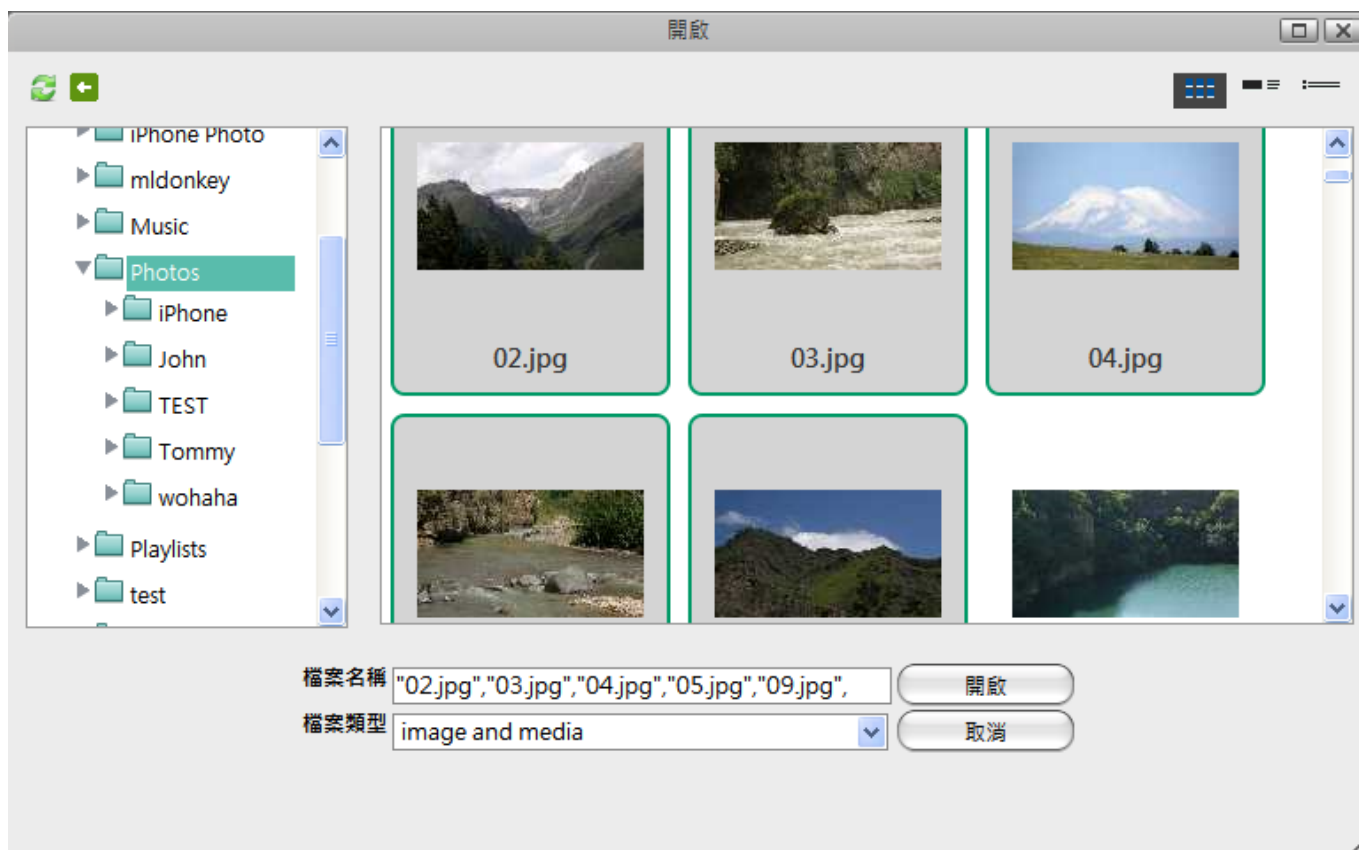 開啟
iPhone Photo
mldonkey
Music
Photos
iPhone
John
TEST
Tommy
wohaha
Playlists
test
02.jpg
03.jpg
04.jpg
檔案名稱
"02.jpg","03.jpg","04.jpg","05.jpg","09.jpg",
開啟
檔案類型
image and media
取消